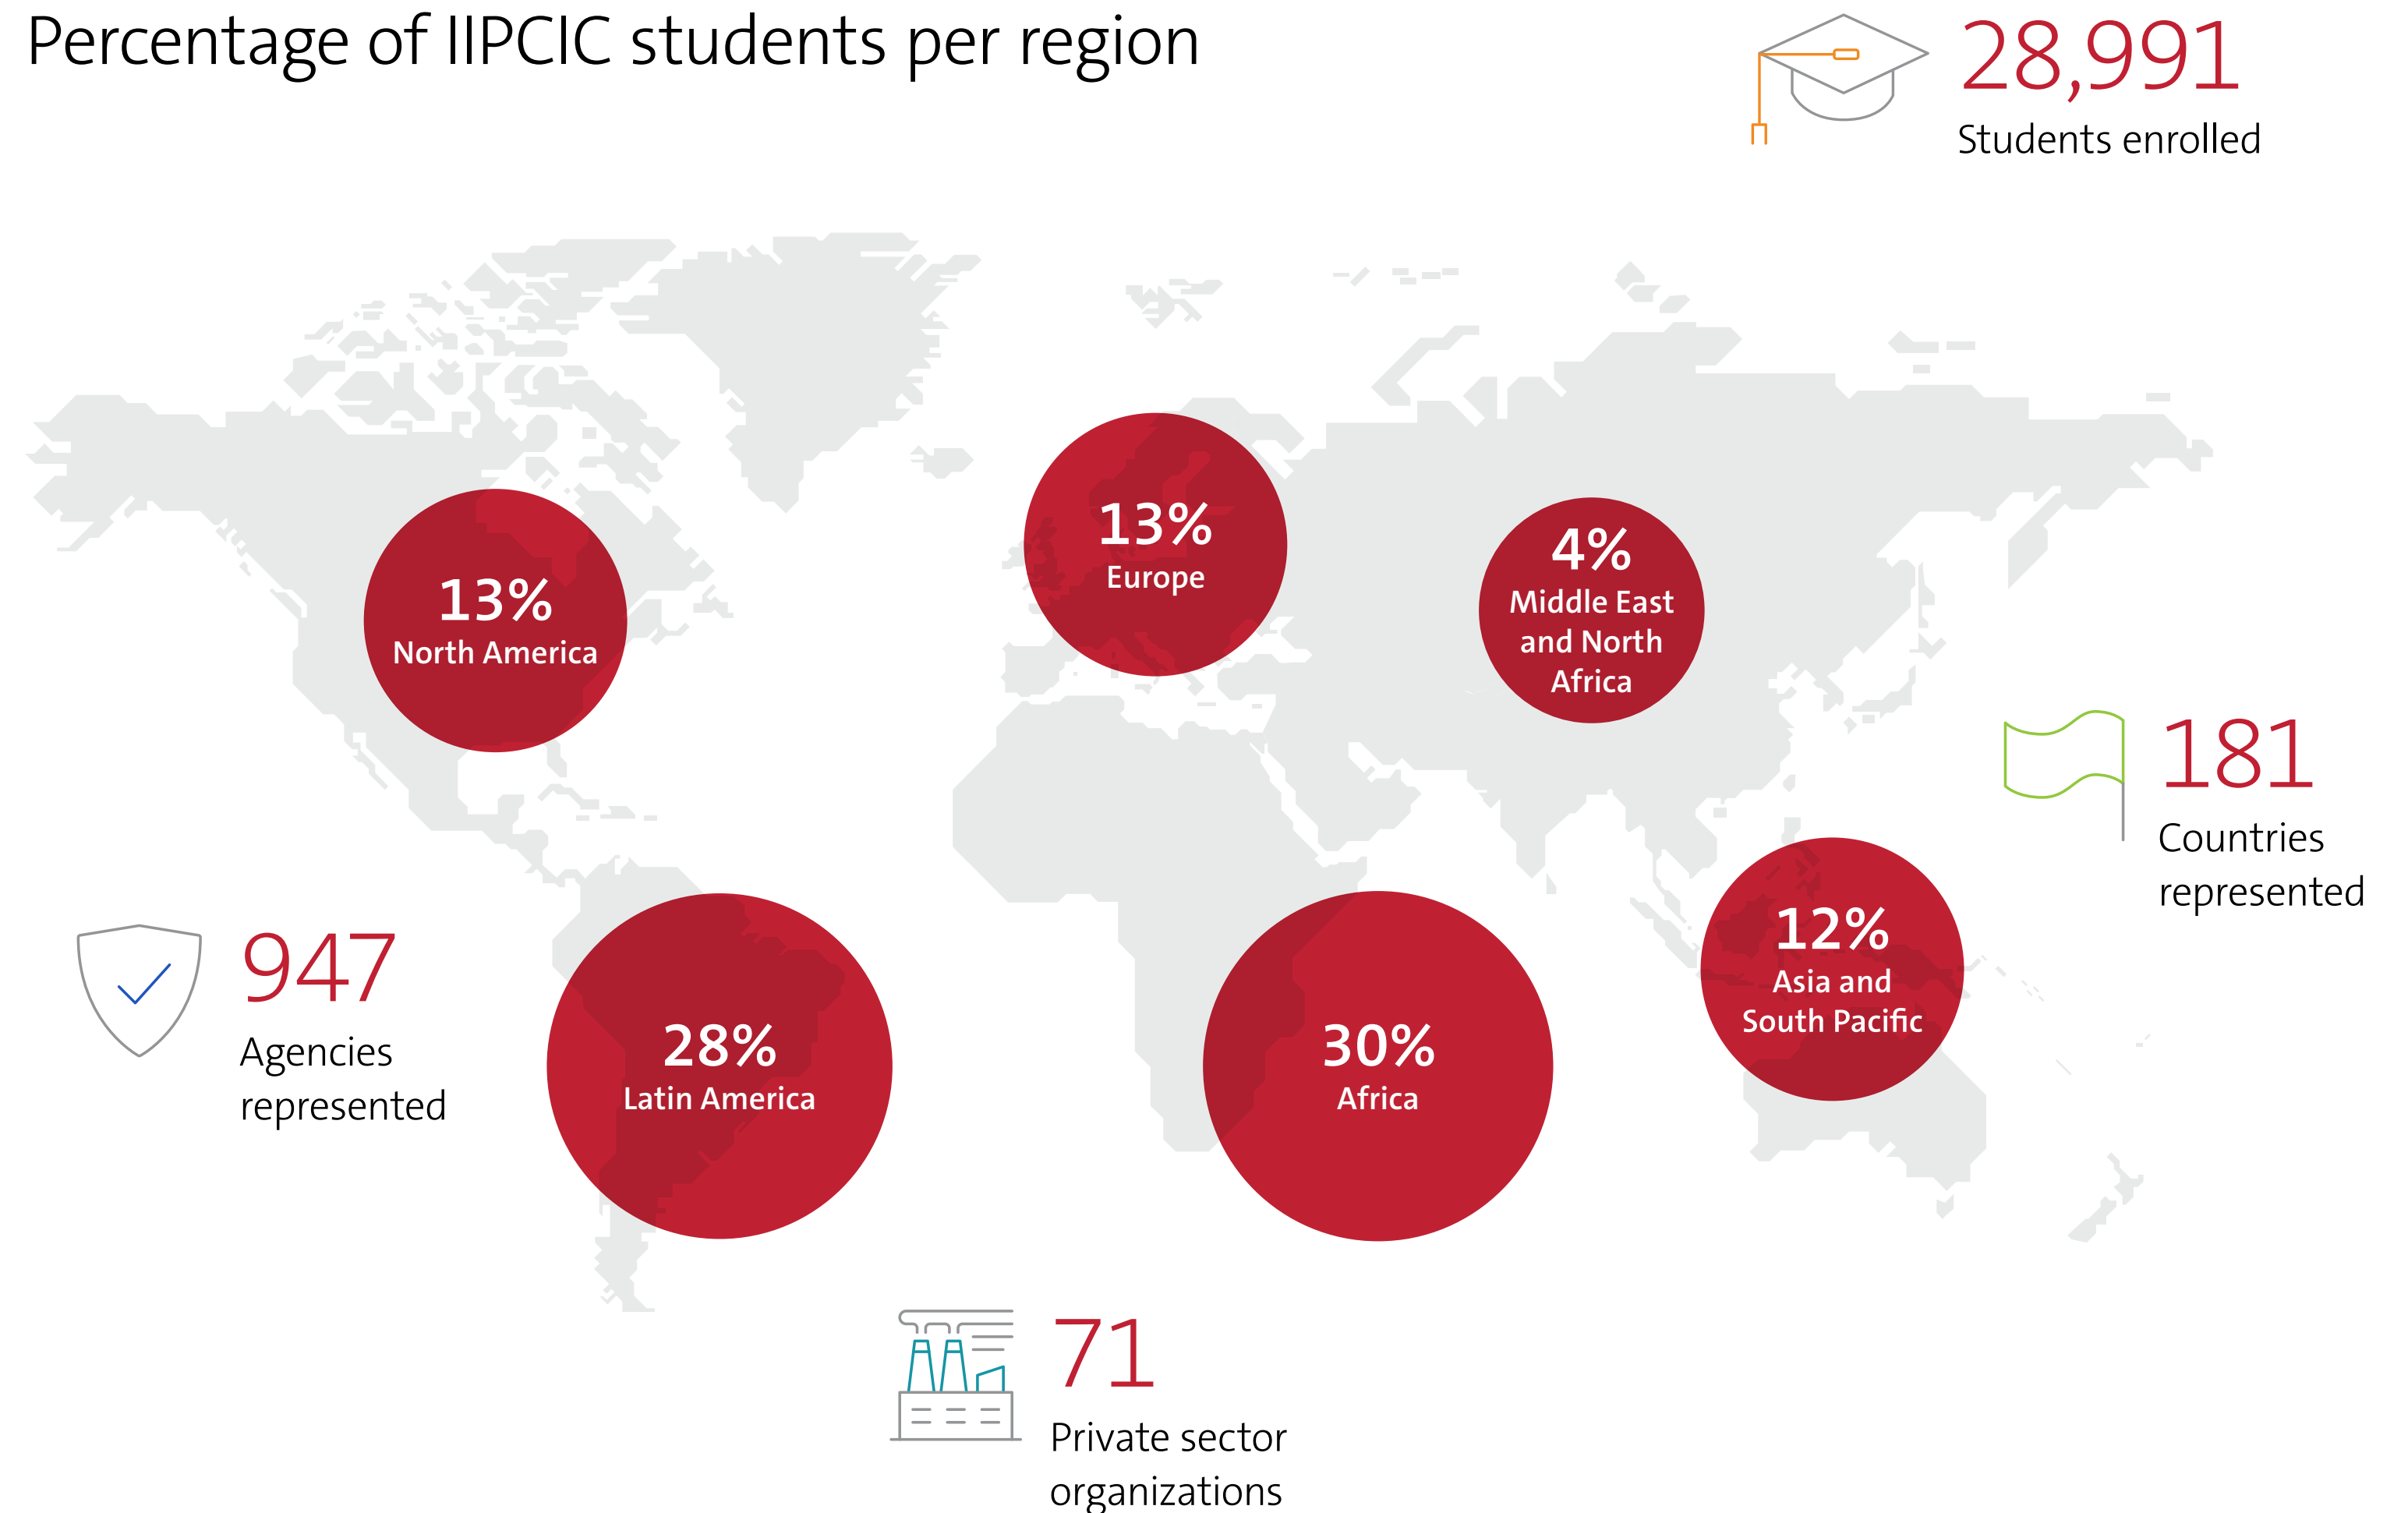 Percentage of IIPCIC students per region
28,991
Students enrolled
13%
Europe
4%
Middle East
and North
Africa
13%
North America
181
Countries
represented
12%
Asia and
South Pacific
947
Agencies
represented
28%
Latin America
30%
Africa
71
Private sector
organizations